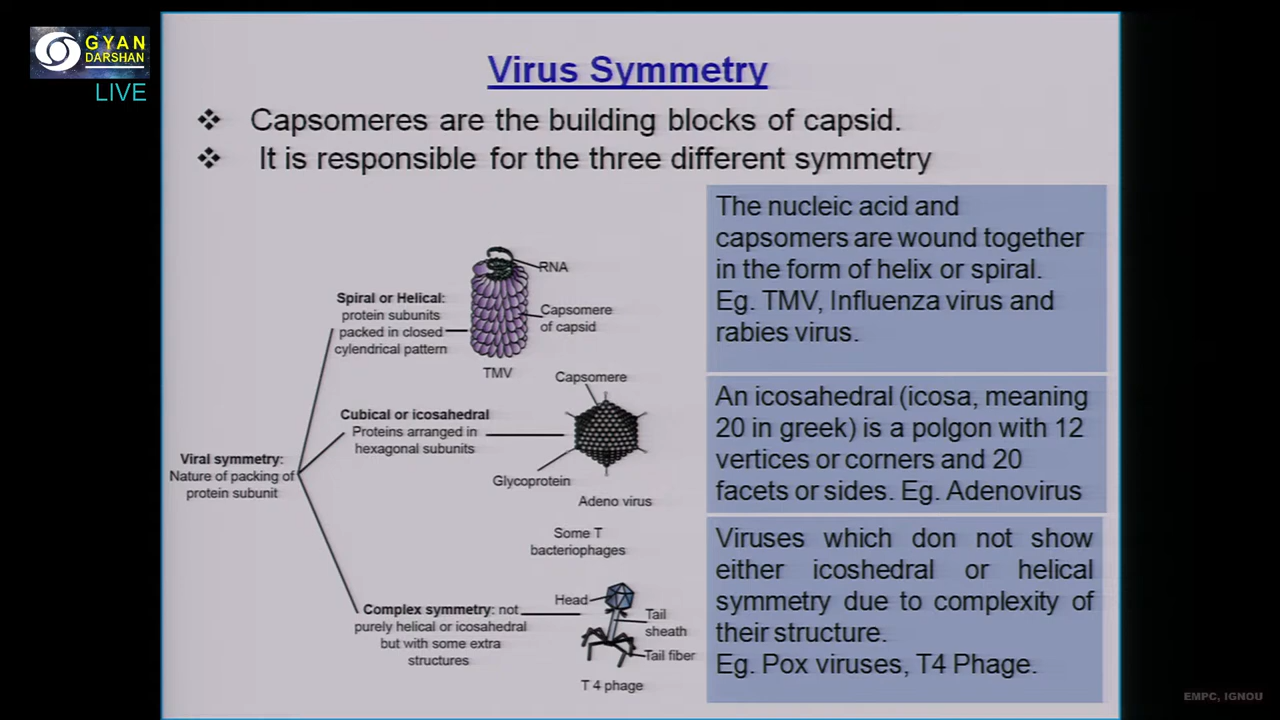 GYAN
DARSHAN
LIVE
Virus Symmetry
❖ Capsomeres are the building blocks of capsid.
❖ It is responsible for the three different symmetry
The nucleic acid and
capsomers are wound together
in the form of helix or spiral.
Eg. TMV, Influenza virus and
rabies virus.
Spiral or Helical:
protein subunits
packed in closed
cylendrical pattern
RNA
Capsomere
of capsid
TMV
An icosahedral (icosa, meaning
20 in greek) is a polgon with 12
vertices or corners and 20
facets or sides. Eg. Adenovirus
Cubical or icosahedral
Proteins arranged in
hexagonal subunits
Capsomere
Glycoprotein
Adeno virus
Viral symmetry:
Nature of packing of
protein subunit
Some T
bacteriophages
Viruses which don not show
either icoshedral or helical
symmetry due to complexity of
their structure.
Eg. Pox viruses, T4 Phage.
Complex symmetry: not
purely helical or icosahedral
but with some extra
structures
Head
Tail
sheath
Tail fiber
T 4 phage
EMPC, IGNOU